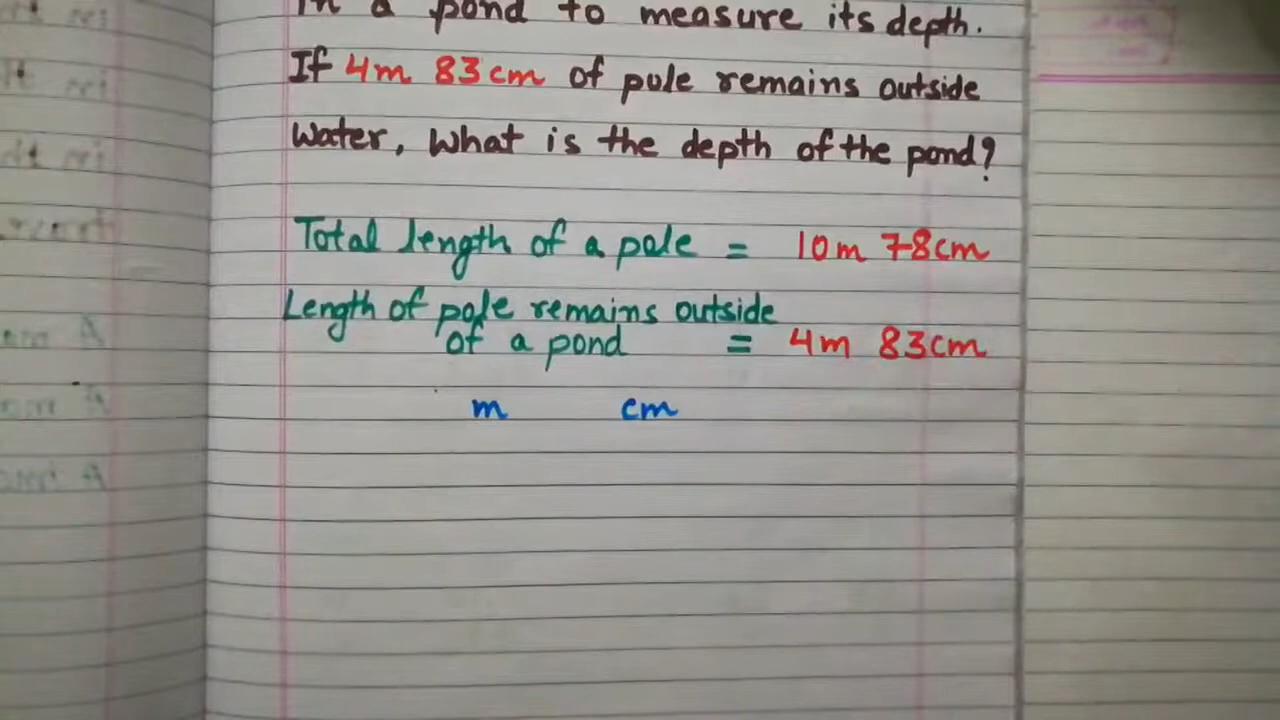 In a pond to measure its depth.
If 4m 83cm of pole remains outside
Water, What is the depth of the pond?
Total length of a pole = 10m 78cm
Length of pole remains outside
of a pond = 4m 83cm
m cm